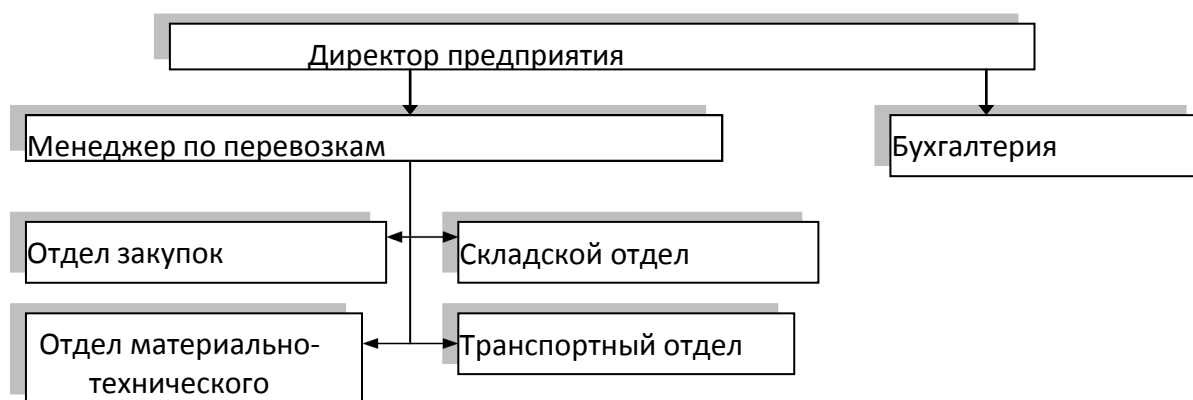 Директор предприятия
Менеджер по перевозкам
Бухгалтерия
Отдел закупок
Складской отдел
Отдел материально-
технического
Транспортный отдел